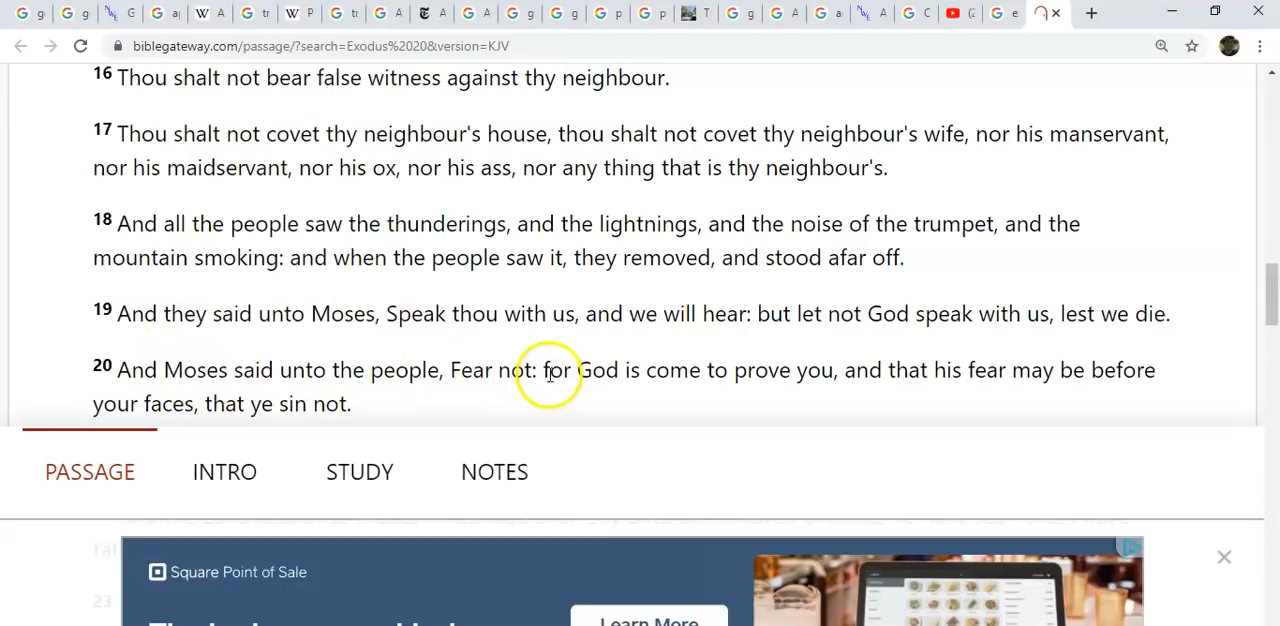 biblegateway.com/passage/?search=Exodus%2020&version=KJV
16 Thou shalt not bear false witness against thy neighbour.
17 Thou shalt not covet thy neighbour's house, thou shalt not covet thy neighbour's wife, nor his manservant,
nor his maidservant, nor his ox, nor his ass, nor any thing that is thy neighbour's.
18 And all the people saw the thunderings, and the lightnings, and the noise of the trumpet, and the
mountain smoking: and when the people saw it, they removed, and stood afar off.
19 And they said unto Moses, Speak thou with us, and we will hear: but let not God speak with us, lest we die.
20 And Moses said unto the people, Fear not: for God is come to prove you, and that his fear may be before
your faces, that ye sin not.
PASSAGE INTRO STUDY NOTES
23
Square Point of Sale
Learn More